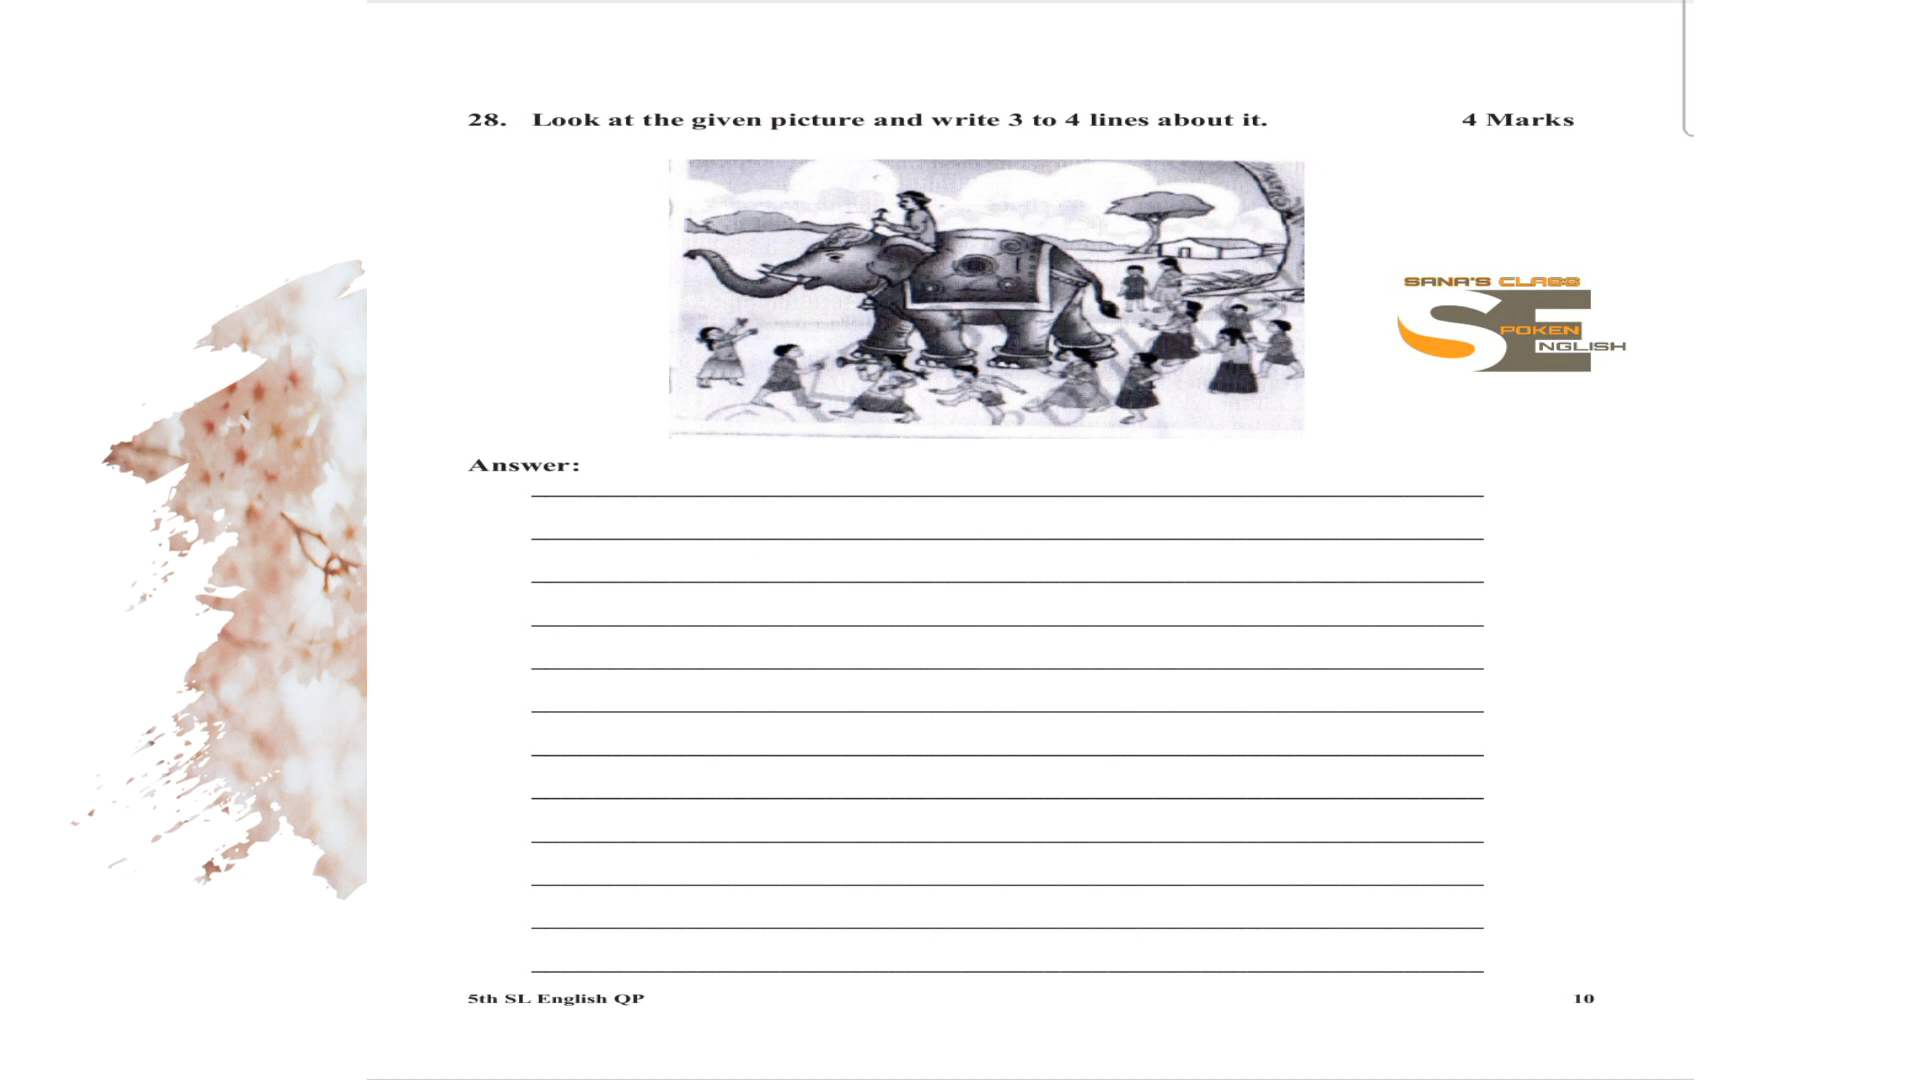 28. Look at the given picture and write 3 to 4 lines about it. 4 Marks
SANA'S CLASS
SPOKEN
ENGLISH
Answer:
5th SL English QP 10